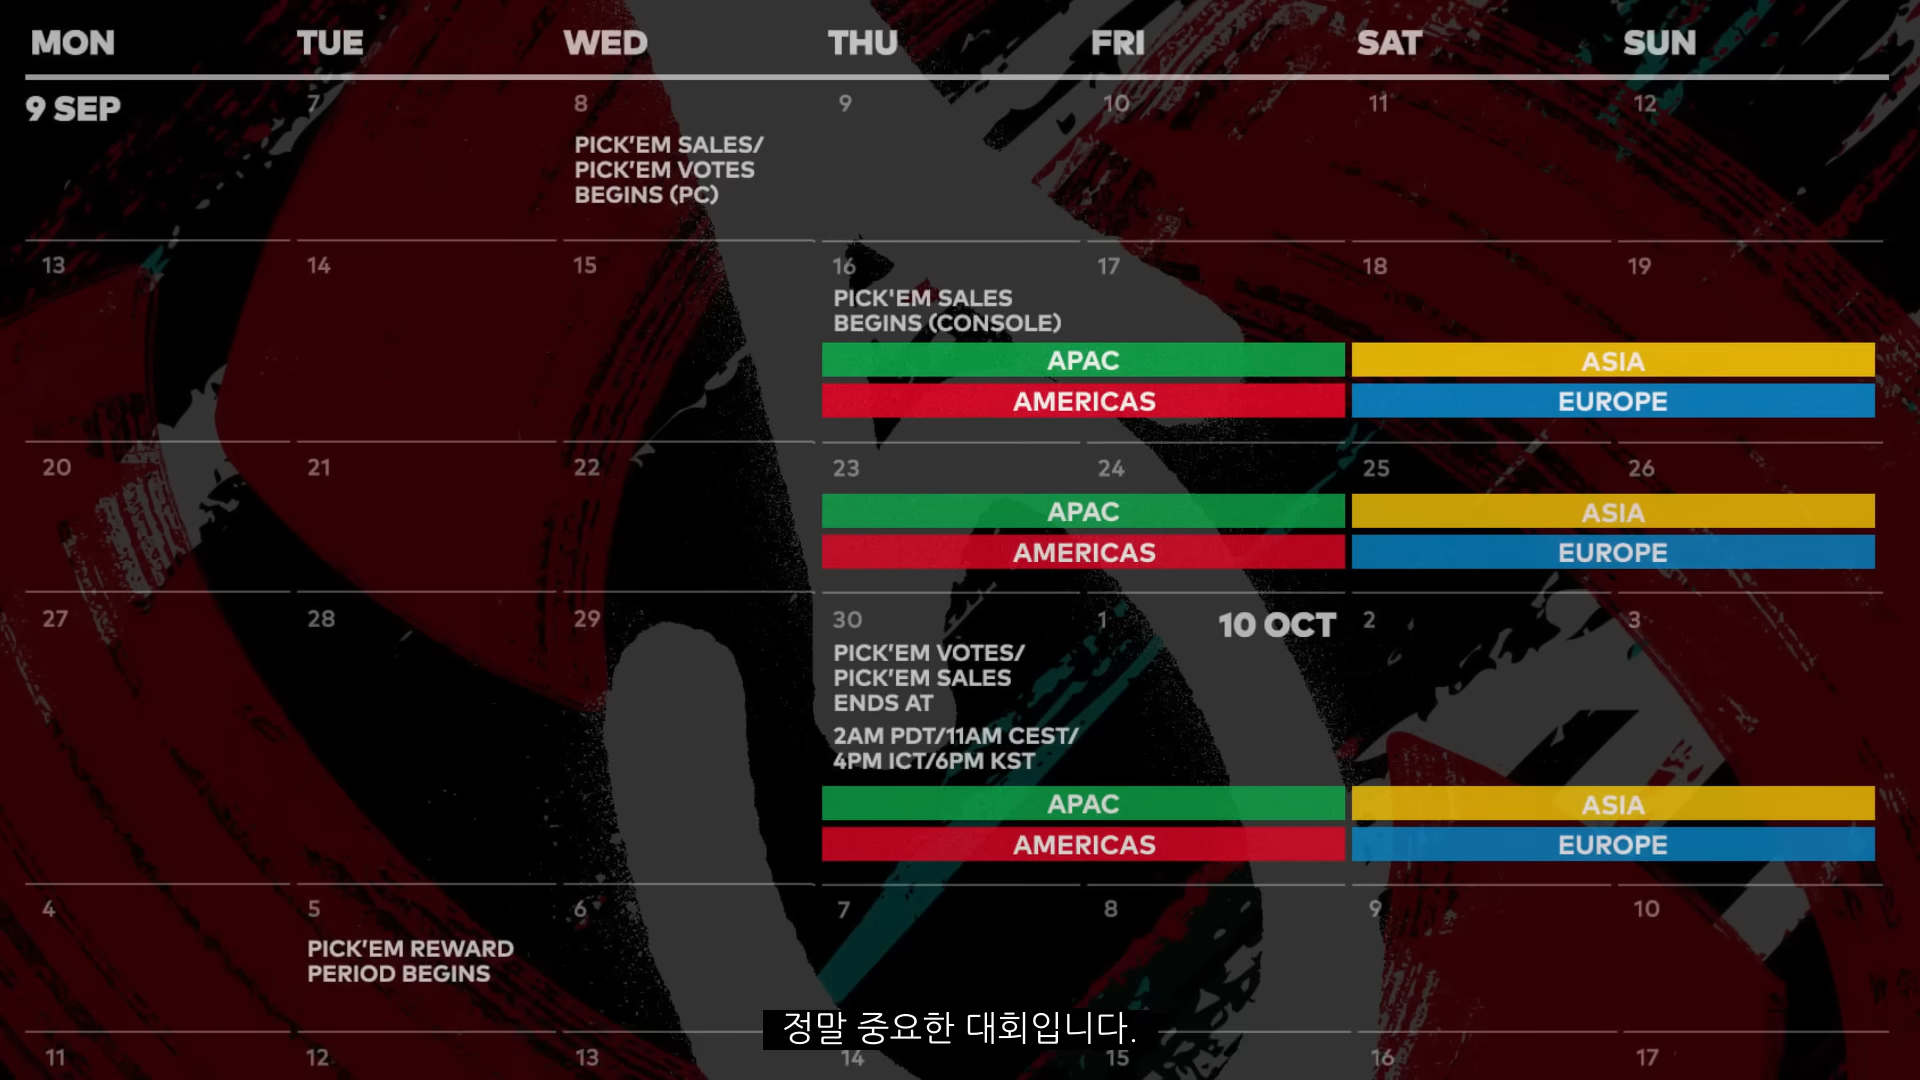 MON TUE WED THU FRI SAT SUN
9 SEP 7 8 9 10 11 12
PICK'EM SALES/
PICK'EM VOTES
BEGINS (PC)
13 14 15 16 17 18 19
PICK'EM SALES
BEGINS (CONSOLE)
APAC ASIA
AMERICAS EUROPE
20 21 22 23 24 25 26
APAC ASIA
AMERICAS EUROPE
27 28 29 30 1 10 OCT 2 3
PICK'EM VOTES/
PICK'EM SALES
ENDS AT
2AM PDT/11AM CEST/
4PM ICT/6PM KST
APAC ASIA
AMERICAS EUROPE
4 5 6 7 8 9 10
PICK'EM REWARD
PERIOD BEGINS
정말 중요한 대회입니다.
11 12 13 14 15 16 17